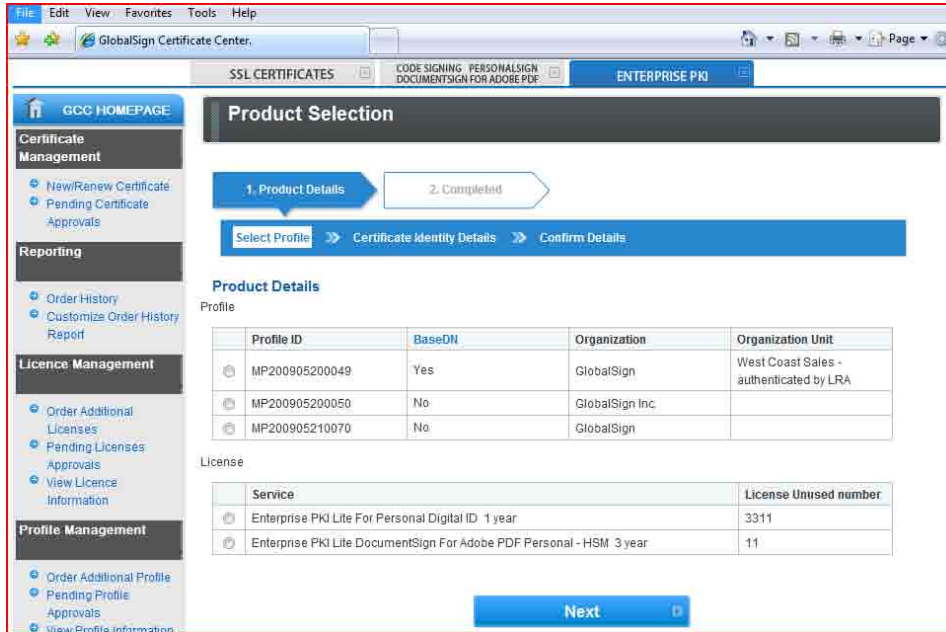 File Edit View Favorites Tools Help
GlobalSign Certificate Center.
Page
SSL CERTIFICATES
CODE SIGNING PERSONALSIGN
DOCUMENTSIGN FOR ADOBE PDF
ENTERPRISE PKI
GCC HOMEPAGE
Certificate
Management
New/Renew Certificate
Pending Certificate
Approvals
Reporting
Order History
Customize Order History
Report
Licence Management
Order Additional
Licenses
Pending Licenses
Approvals
View Licence
Information
Profile Management
Order Additional Profile
Pending Profile
Approvals
View Profile Information
Product Selection
1. Product Details
2. Completed
Select Profile Certificate Identity Details Confirm Details
Product Details
Profile
Profile ID BaseDN Organization Organization Unit
MP200905200049 Yes GlobalSign West Coast Sales -
authenticated by LRA
MP200905200050 No GlobalSign Inc.
MP200905210070 No GlobalSign
License
Service License Unused number
Enterprise PKI Lite For Personal Digital ID 1 year 3311
Enterprise PKI Lite DocumentSign For Adobe PDF Personal - HSM 3 year 11
Next